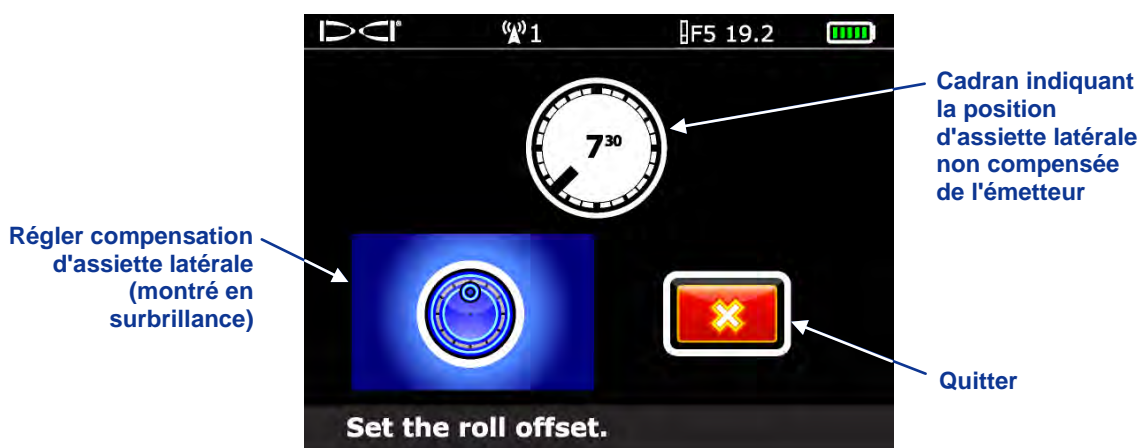 DCI®
1
F5 19.2
7³⁰
Cadran indiquant
la position
d'assiette latérale
non compensée
de l'émetteur
Régler compensation
d'assiette latérale
(montré en
surbrillance)
Quitter
Set the roll offset.